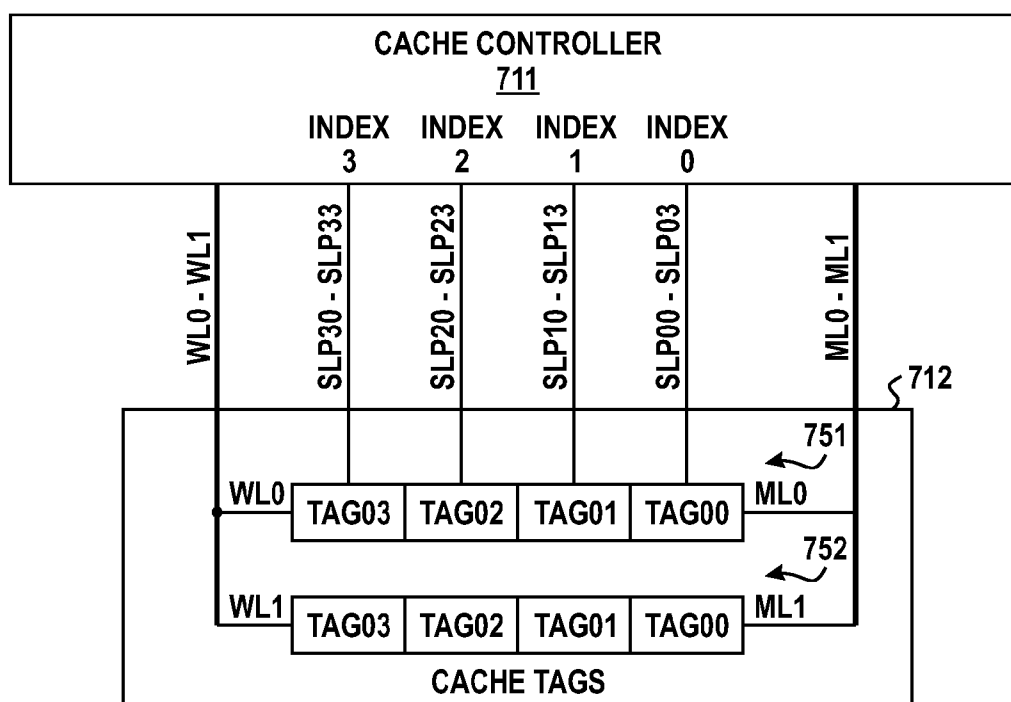 CACHE CONTROLLER
711
INDEX INDEX INDEX INDEX
3 2 1 0
WL0 - WL1
SLP30 - SLP33
SLP20 - SLP23
SLP10 - SLP13
SLP00 - SLP03
ML0 - ML1
712
751
WL0 TAG03 TAG02 TAG01 TAG00 ML0
752
WL1 TAG03 TAG02 TAG01 TAG00 ML1
CACHE TAGS